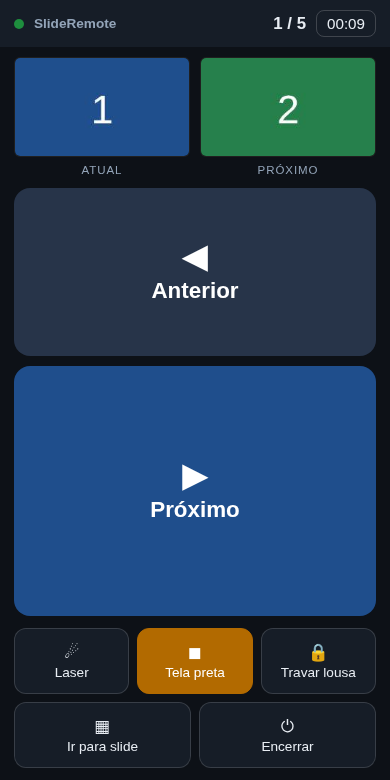 SlideRemote
1 / 5
00:09
1
2
ATUAL
PRÓXIMO
Anterior
Próximo
Laser
Tela preta
Travar lousa
Ir para slide
Encerrar